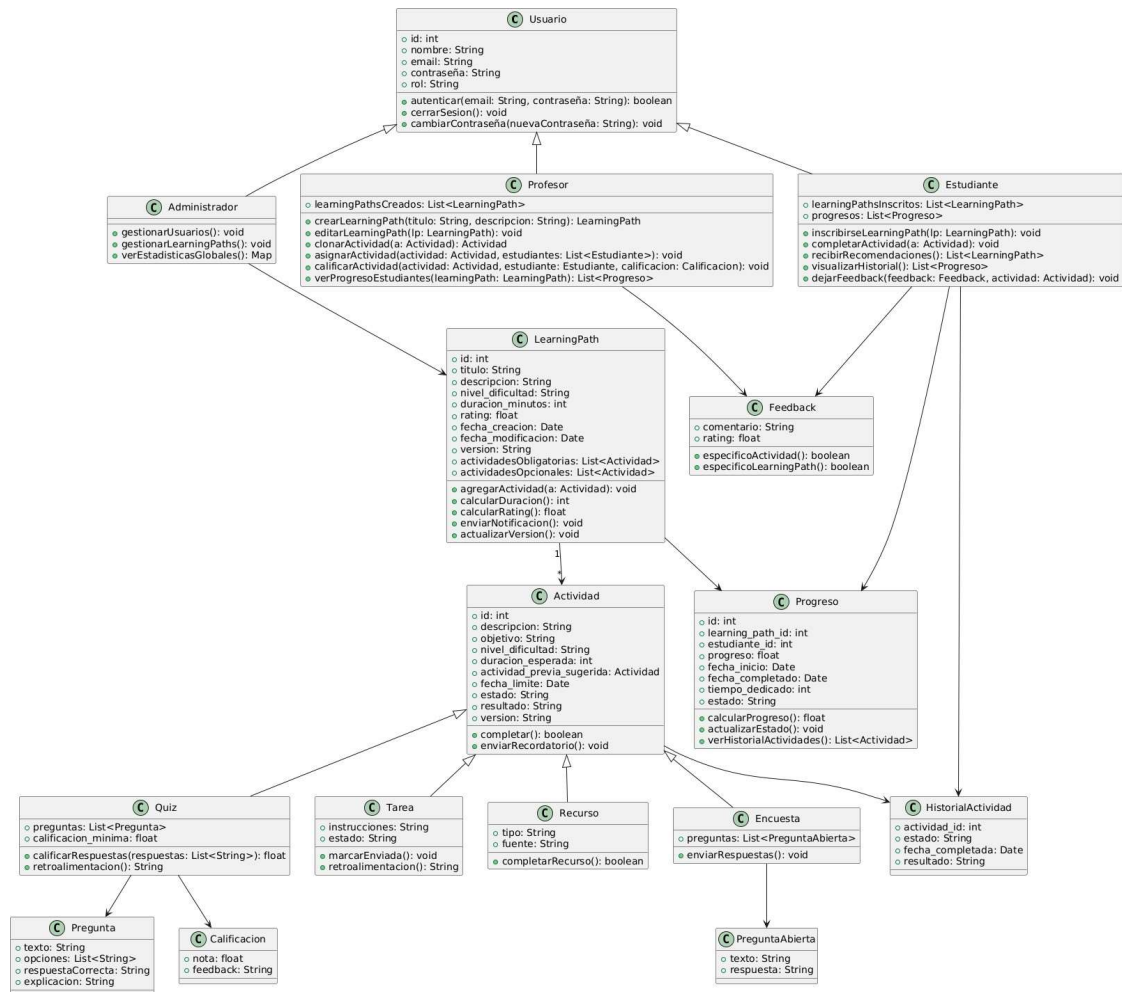 C Usuario
id: int
nombre: String
email: String
contraseña: String
rol: String
autenticar(email: String, contraseña: String): boolean
cerrarSesion(): void
cambiarContraseña(nuevaContraseña: String): void
C Administrador
gestionarUsuarios(): void
gestionarLearningPaths(): void
verEstadisticasGlobales(): Map
C Profesor
learningPathsCreados: List<LearningPath>
crearLearningPath(titulo: String, descripcion: String): LearningPath
editarLearningPath(lp: LearningPath): void
clonarActividad(a: Actividad): Actividad
asignarActividad(actividad: Actividad, estudiantes: List<Estudiante>): void
calificarActividad(actividad: Actividad, estudiante: Estudiante, calificacion: Calificacion): void
verProgresoEstudiantes(learningPath: LearningPath): List<Progreso>
C Estudiante
learningPathsInscritos: List<LearningPath>
progresos: List<Progreso>
inscribirseLearningPath(lp: LearningPath): void
completarActividad(a: Actividad): void
recibirRecomendaciones(): List<LearningPath>
visualizarHistorial(): List<Progreso>
dejarFeedback(feedback: Feedback, actividad: Actividad): void
C LearningPath
id: int
titulo: String
descripcion: String
nivel_dificultad: String
duracion_minutos: int
rating: float
fecha_creacion: Date
fecha_modificacion: Date
version: String
actividadesObligatorias: List<Actividad>
actividadesOpcionales: List<Actividad>
agregarActividad(a: Actividad): void
calcularDuracion(): int
calcularRating(): float
enviarNotificacion(): void
actualizarVersion(): void
C Feedback
comentario: String
rating: float
especificoActividad(): boolean
especificoLearningPath(): boolean
1
*
C Actividad
id: int
descripcion: String
objetivo: String
nivel_dificultad: String
duracion_esperada: int
actividad_previa_sugerida: Actividad
fecha_limite: Date
estado: String
resultado: String
version: String
completar(): boolean
enviarRecordatorio(): void
C Progreso
id: int
learning_path_id: int
estudiante_id: int
progreso: float
fecha_inicio: Date
fecha_completado: Date
tiempo_dedicado: int
estado: String
calcularProgreso(): float
actualizarEstado(): void
verHistorialActividades(): List<Actividad>
C Quiz
preguntas: List<Pregunta>
calificacion_minima: float
calificarRespuestas(respuestas: List<String>): float
retroalimentacion(): String
C Tarea
instrucciones: String
estado: String
marcarEnviada(): void
retroalimentacion(): String
C Recurso
tipo: String
fuente: String
completarRecurso(): boolean
C Encuesta
preguntas: List<PreguntaAbierta>
enviarRespuestas(): void
C HistorialActividad
actividad_id: int
estado: String
fecha_completada: Date
resultado: String
C Pregunta
texto: String
opciones: List<String>
respuestaCorrecta: String
explicacion: String
C Calificacion
nota: float
feedback: String
C PreguntaAbierta
texto: String
respuesta: String